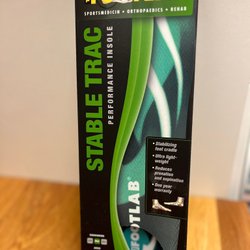 SPORTSMEDICIN • ORTHOPAEDICS • REHAB
STABLE TRAC
PERFORMANCE INSOLE
• Stabilizing
foot cradle
• Ultra light-
weight
• Reduces
pronation and
supination
• One year
warranty
FOOTLAB